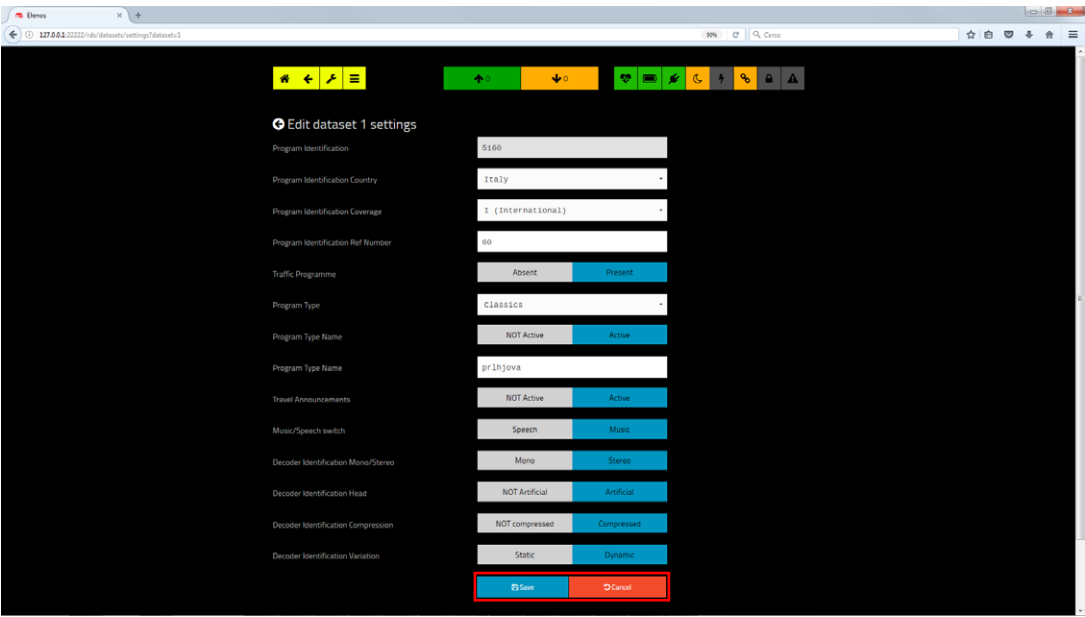 Elenos
127.0.0.1:22222/rds/datasets/settings?dataset=1
90%
Cerca
0
0
Edit dataset 1 settings
Program Identification
5160
Program Identification Country
Italy
Program Identification Coverage
I (International)
Program Identification Ref Number
60
Traffic Programme
Absent
Present
Program Type
Classics
Program Type Name
NOT Active
Active
Program Type Name
prlhjova
Travel Announcements
NOT Active
Active
Music/Speech switch
Speech
Music
Decoder Identification Mono/Stereo
Mono
Stereo
Decoder Identification Head
NOT Artificial
Artificial
Decoder Identification Compression
NOT compressed
Compressed
Decoder Identification Variation
Static
Dynamic
Save
Cancel